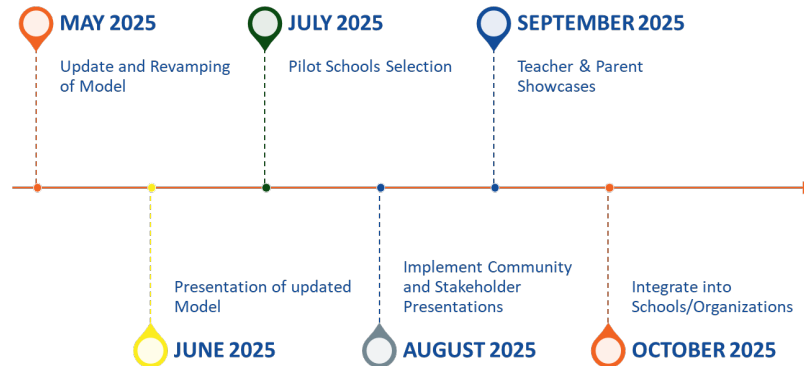 MAY 2025
Update and Revamping
of Model
JULY 2025
Pilot Schools Selection
SEPTEMBER 2025
Teacher & Parent
Showcases
Presentation of updated
Model
JUNE 2025
Implement Community
and Stakeholder
Presentations
AUGUST 2025
Integrate into
Schools/Organizations
OCTOBER 2025